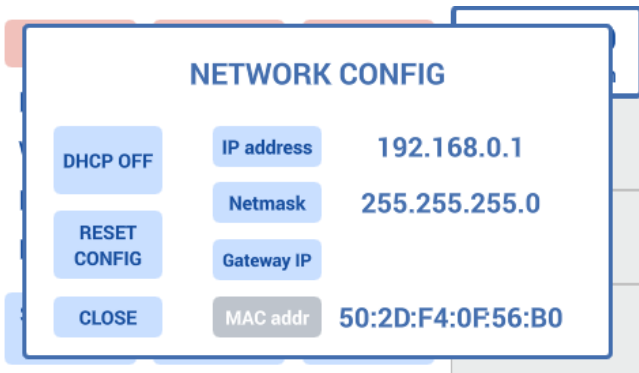 NETWORK CONFIG
DHCP OFF
IP address 192.168.0.1
Netmask 255.255.255.0
RESET
CONFIG
Gateway IP
CLOSE
MAC addr 50:2D:F4:0F:56:B0